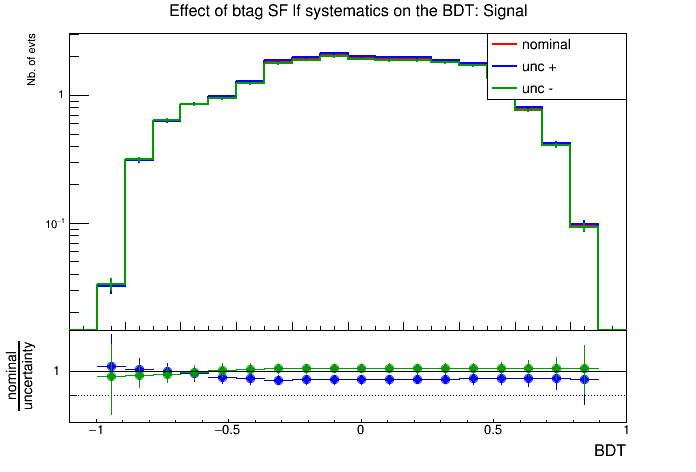 Effect of btag SF lf systematics on the BDT: Signal
Nb. of evts
nominal
unc +
unc -
1
10⁻¹
nominal
uncertainty
1
−1
−0.5
0
0.5
1
BDT